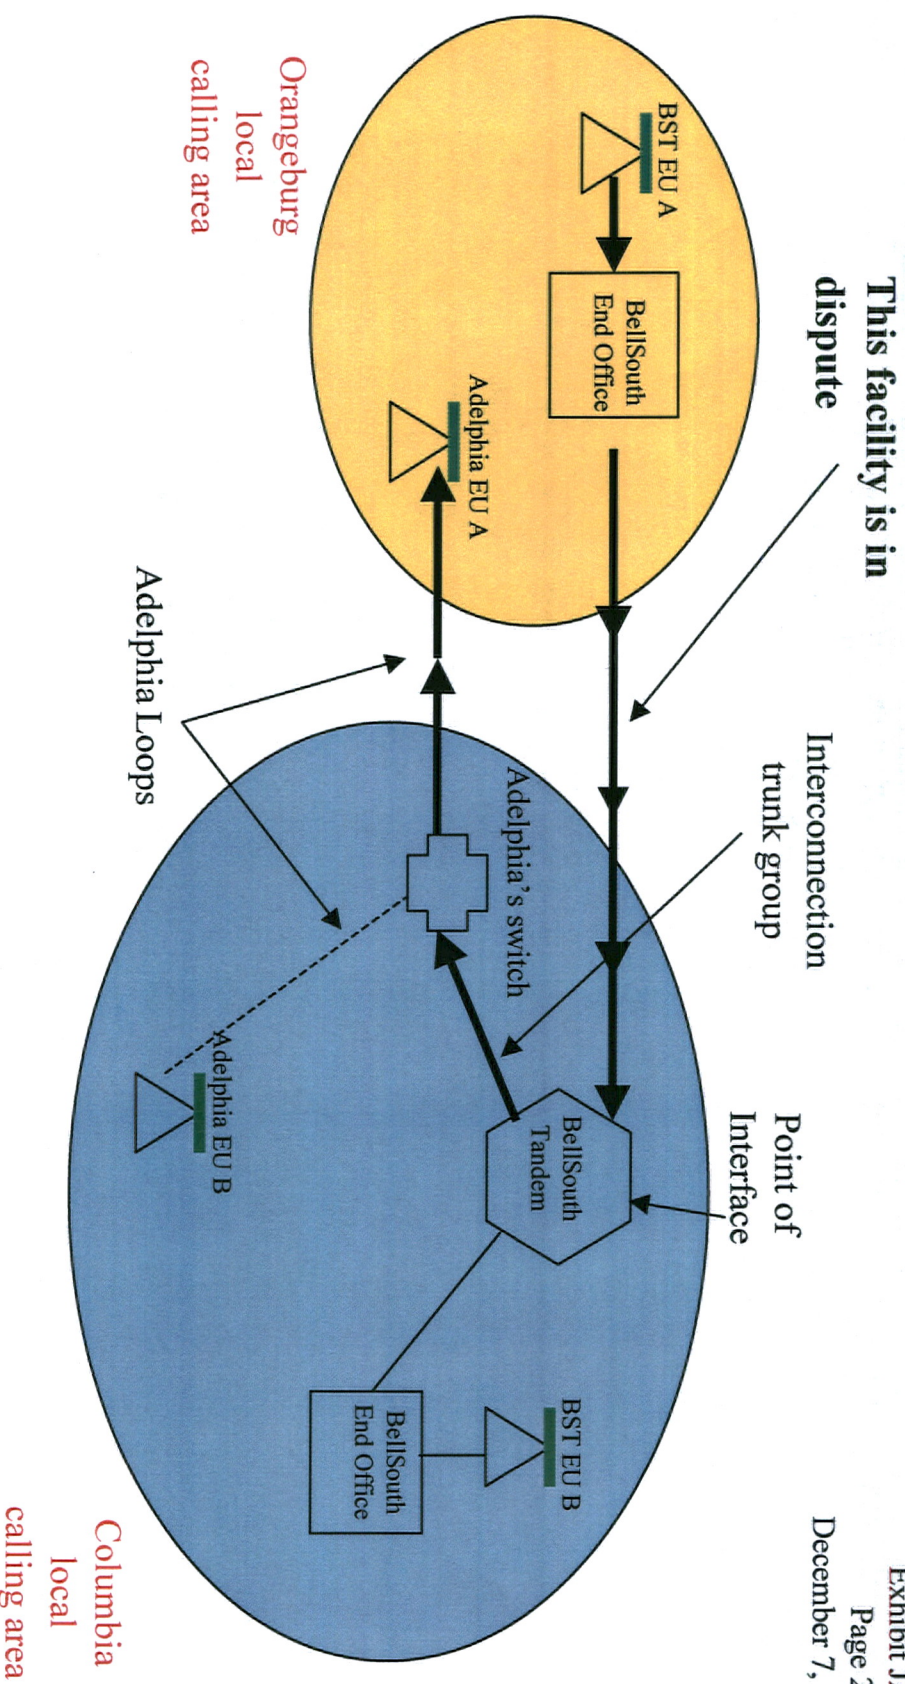 Exhibit
Page 2
December 7,
This facility is in
dispute
Interconnection
trunk group
Point of
Interface
BST EU A
BellSouth
End Office
Adelphia EU A
Orangeburg
local
calling area
Adelphia's switch
BellSouth
Tandem
BST EU B
BellSouth
End Office
Adelphia EU B
Adelphia Loops
Columbia
local
calling area